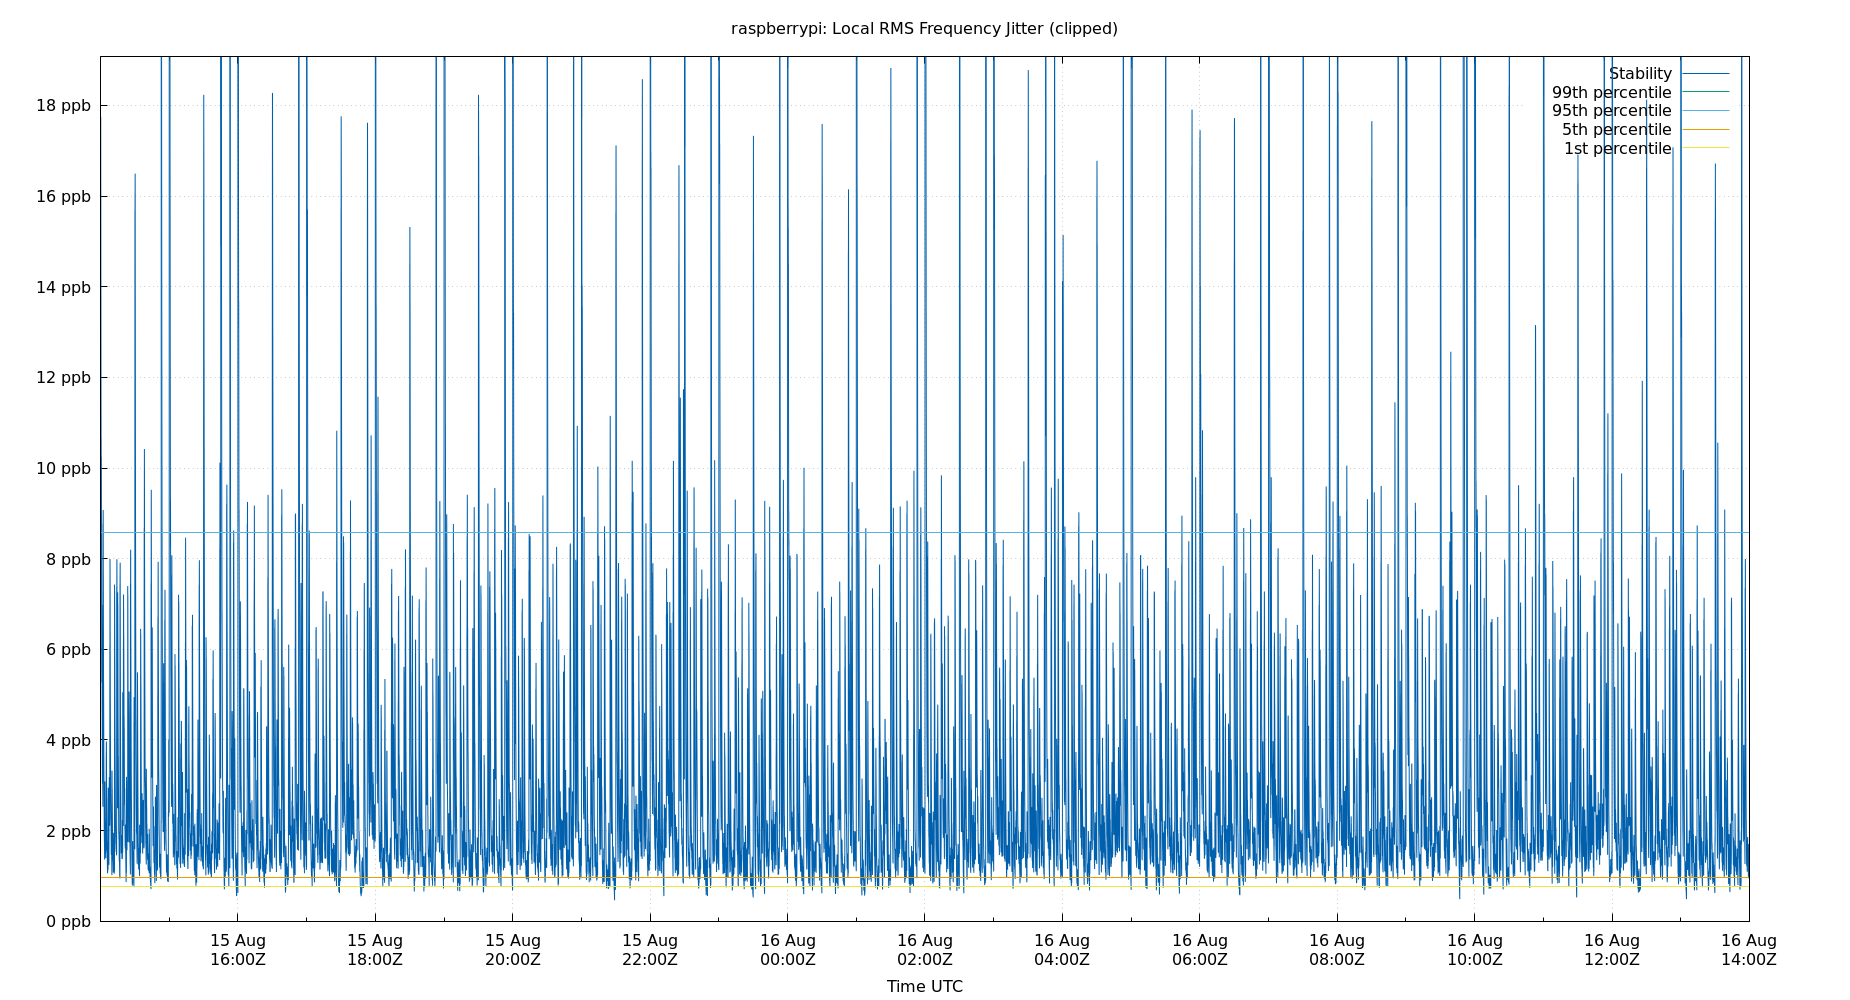 raspberrypi: Local RMS Frequency Jitter (clipped)
Stability
99th percentile
95th percentile
5th percentile
1st percentile
18 ppb
16 ppb
14 ppb
12 ppb
10 ppb
8 ppb
6 ppb
4 ppb
2 ppb
0 ppb
15 Aug 15 Aug 15 Aug 15 Aug 16 Aug 16 Aug 16 Aug 16 Aug 16 Aug 16 Aug 16 Aug 16 Aug
16:00Z 18:00Z 20:00Z 22:00Z 00:00Z 02:00Z 04:00Z 06:00Z 08:00Z 10:00Z 12:00Z 14:00Z
Time UTC